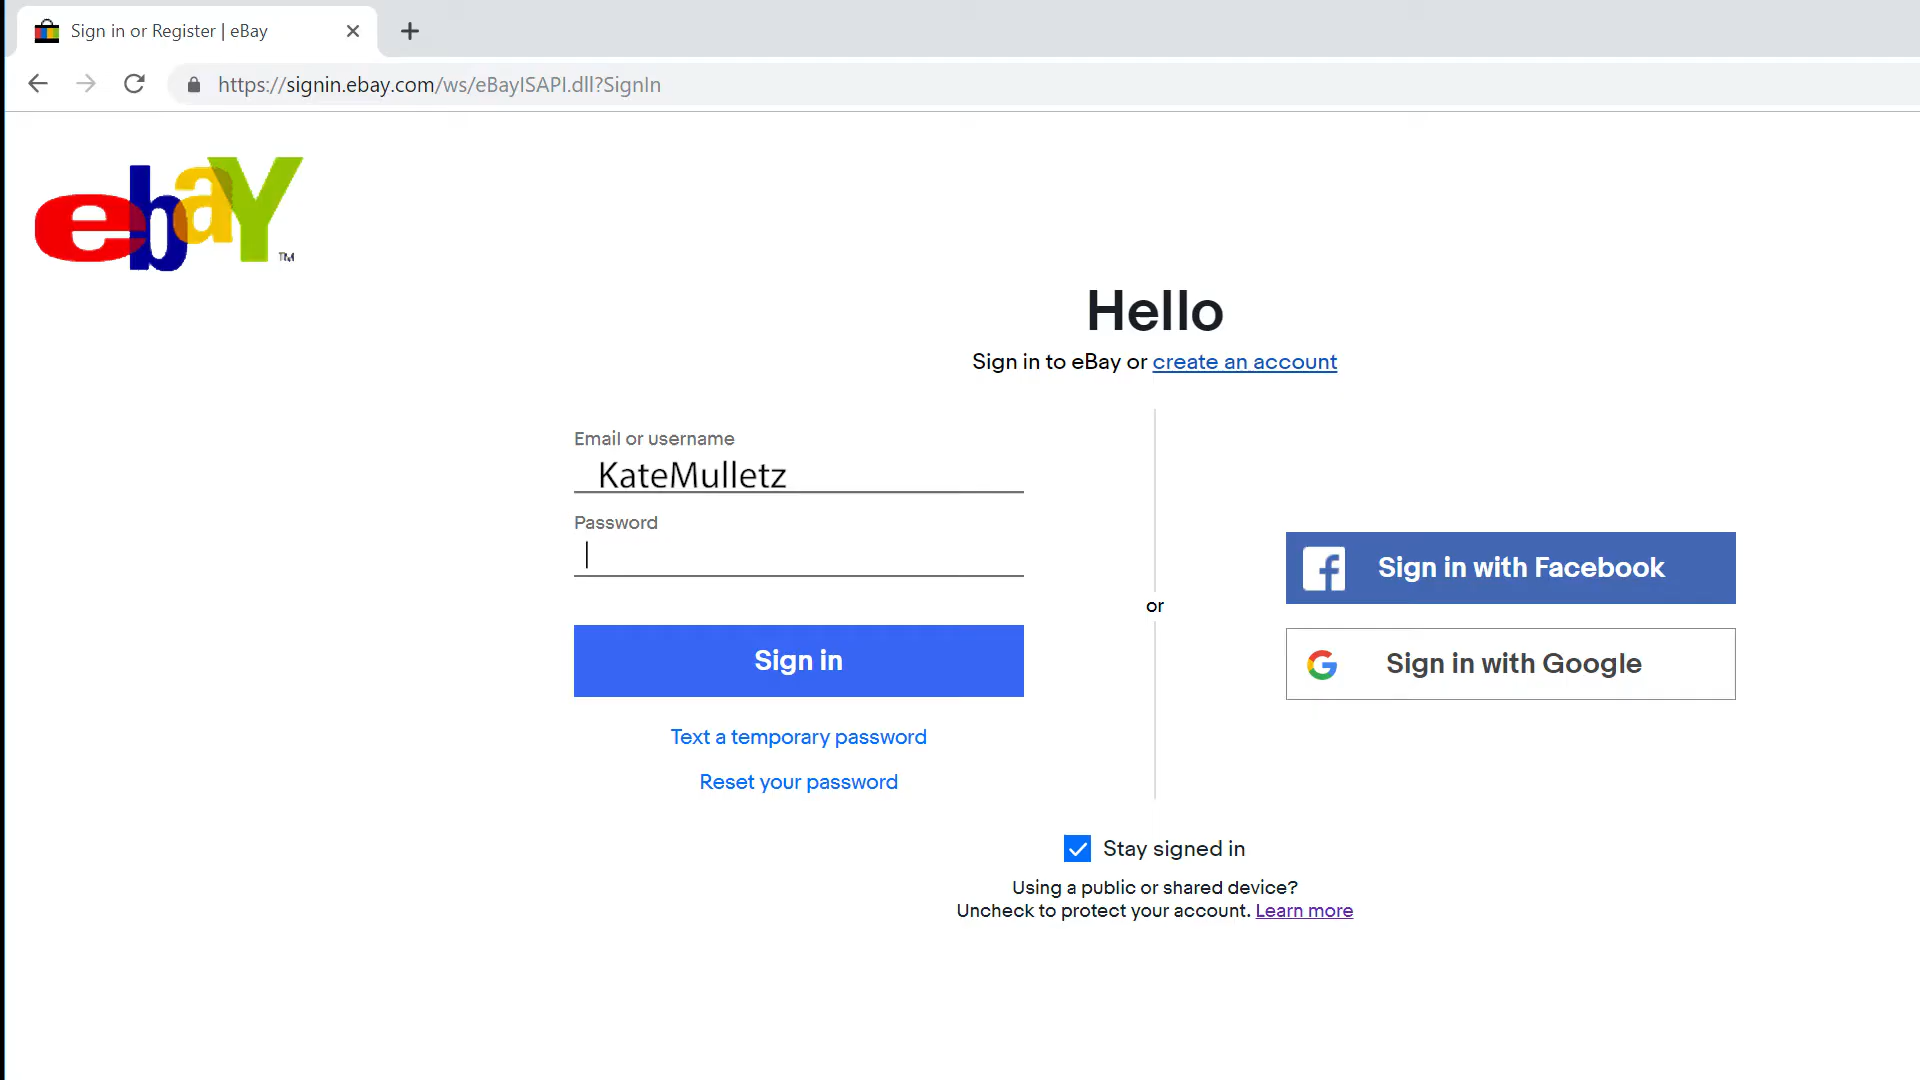 Sign in or Register | eBay
https://signin.ebay.com/ws/eBayISAPI.dll?SignIn
ebaY™
Hello
Sign in to eBay or create an account
Email or username
KateMulletz
Password
Sign in
Text a temporary password
Reset your password
or
Sign in with Facebook
Sign in with Google
Stay signed in
Using a public or shared device?
Uncheck to protect your account. Learn more